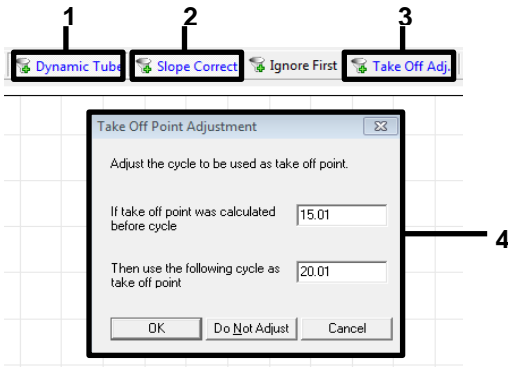 1 2 3
Dynamic Tube Slope Correct Ignore First Take Off Adj.
Take Off Point Adjustment
Adjust the cycle to be used as take off point.
If take off point was calculated
before cycle
15.01
4
Then use the following cycle as
take off point
20.01
OK Do Not Adjust Cancel